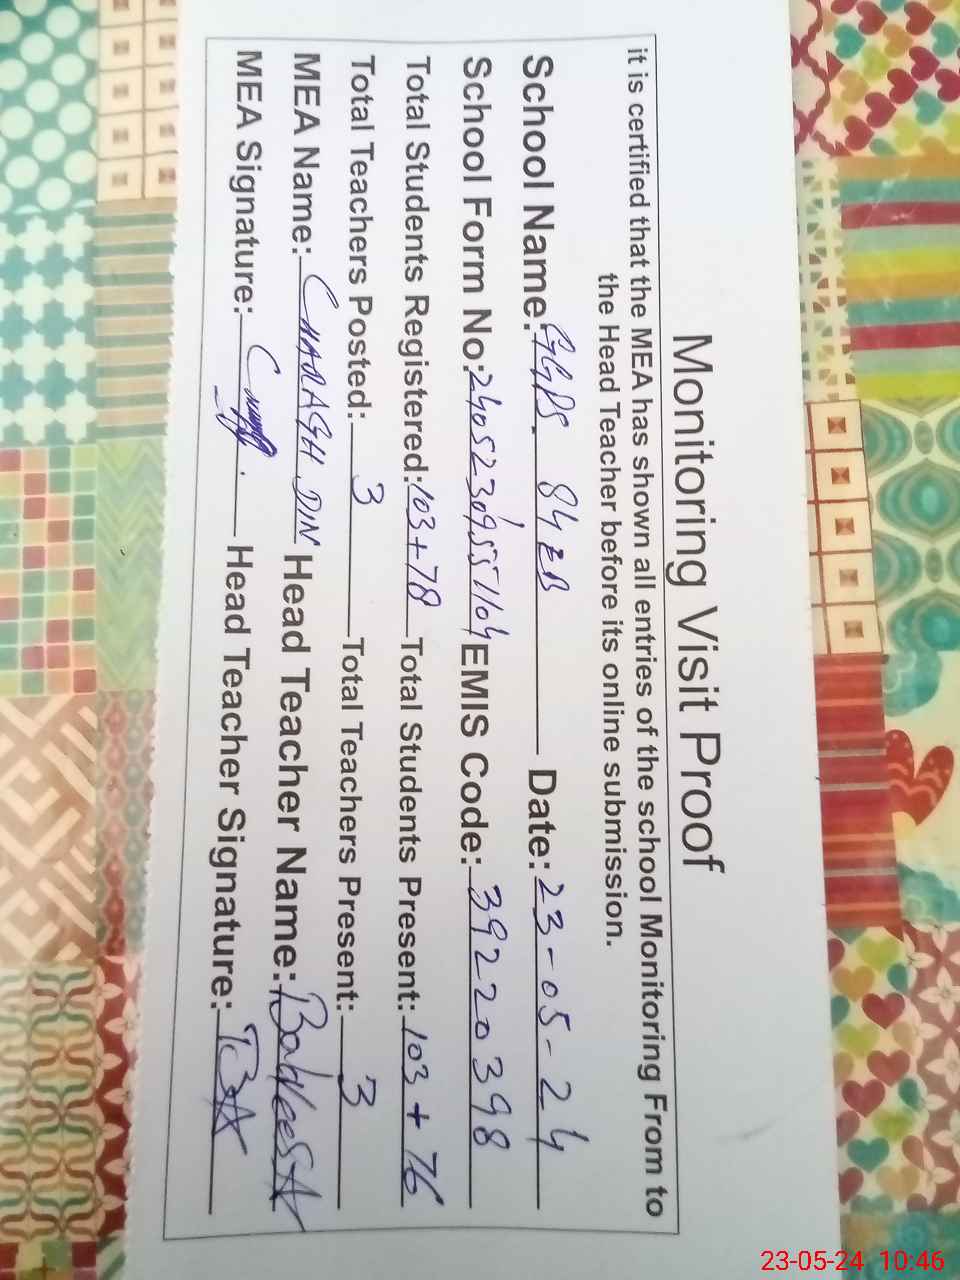 Monitoring Visit Proof
it is certified that the MEA has shown all entries of the school Monitoring From to
the Head Teacher before its online submission.
School Name: GGPS 84 EB Date: 23-05-24
School Form No: EMIS Code: 39220398
Total Students Registered: 103+78 Total Students Present: 103 + 76
Total Teachers Posted: 3 Total Teachers Present: 3
MEA Name: CHARAGH DIN Head Teacher Name:
MEA Signature: Head Teacher Signature:
23-05-24 10:46